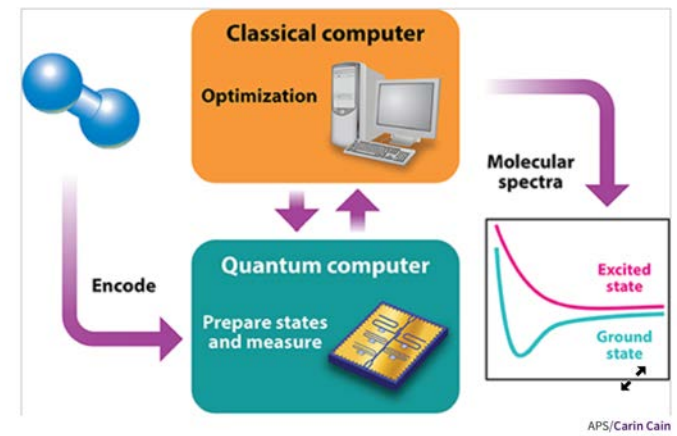 Classical computer
Optimization
Molecular
spectra
Quantum computer
Encode
Prepare states
and measure
Excited
state
Ground
state
APS/Carin Cain